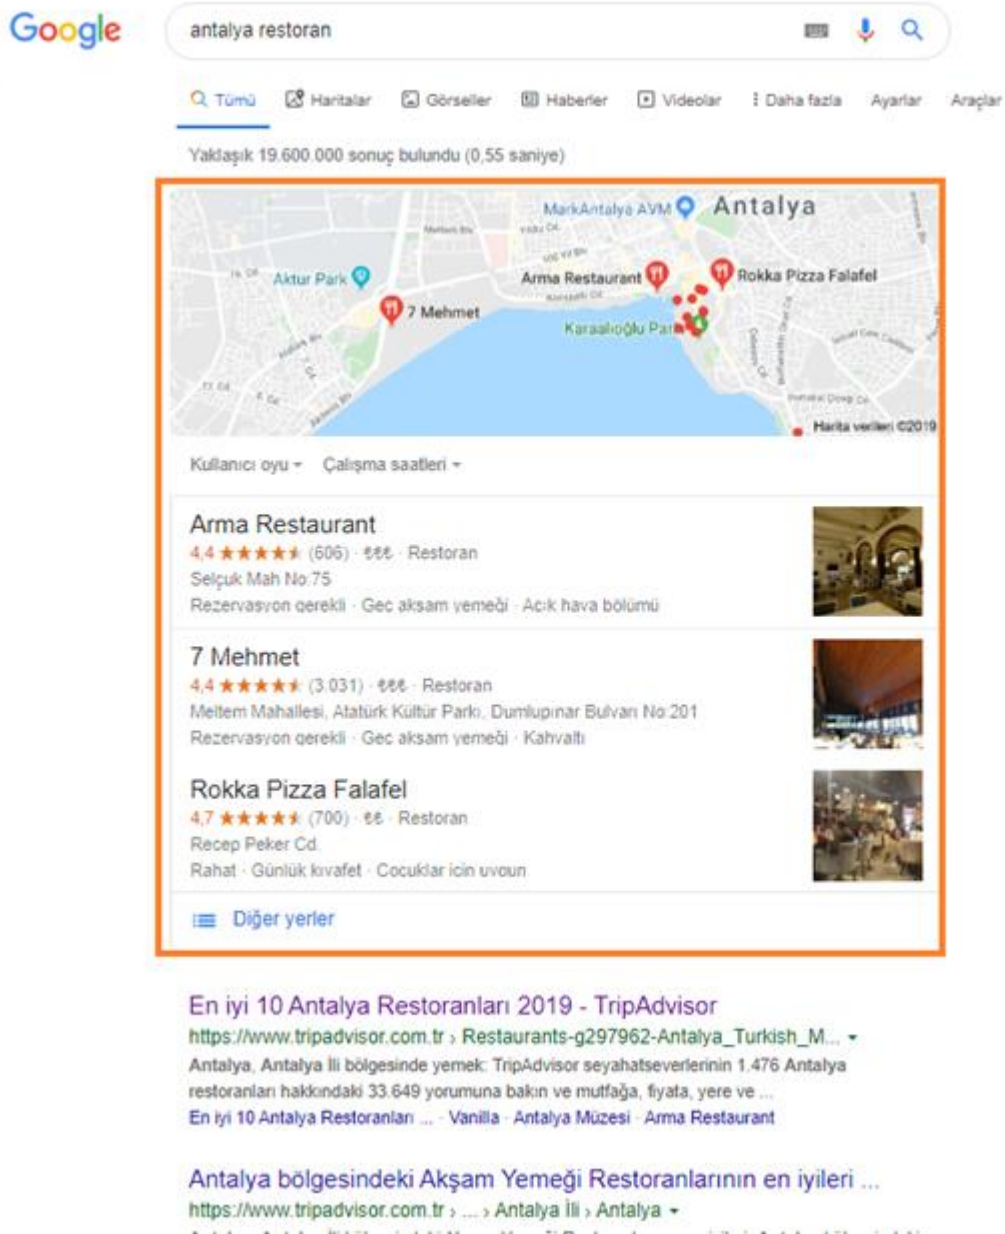 Google
antalya restoran
Tümü Haritalar Görseller Haberler Videolar Daha fazla Ayarlar Araçlar
Yaklaşık 19.600.000 sonuç bulundu (0,55 saniye)
MarkAntalya AVM Antalya
Aktur Park
Arma Restaurant Rokka Pizza Falafel
7 Mehmet
Karaalioğlu Par
Harita verileri ©2019
Kullanıcı oyu Çalışma saatleri
Arma Restaurant
4,4 ★★★★★ (606) · ₺₺₺ · Restoran
Selçuk Mah No:75
Rezervasyon gerekli · Geç akşam yemeği · Açık hava bölümü
7 Mehmet
4,4 ★★★★★ (3.031) · ₺₺₺ · Restoran
Meltem Mahallesi, Atatürk Kültür Parkı, Dumlupınar Bulvarı No:201
Rezervasyon gerekli · Geç akşam yemeği · Kahvaltı
Rokka Pizza Falafel
4,7 ★★★★★ (700) · ₺₺ · Restoran
Recep Peker Cd.
Rahat · Günlük kıyafet · Çocuklar için uygun
Diğer yerler
En iyi 10 Antalya Restoranları 2019 - TripAdvisor
https://www.tripadvisor.com.tr › Restaurants-g297962-Antalya_Turkish_M...
Antalya, Antalya İli bölgesinde yemek: TripAdvisor seyahatseverlerinin 1.476 Antalya
restoranları hakkındaki 33.649 yorumuna bakın ve mutfağa, fiyata, yere ve ...
En iyi 10 Antalya Restoranları ... · Vanilla · Antalya Müzesi · Arma Restaurant
Antalya bölgesindeki Akşam Yemeği Restoranlarının en iyileri ...
https://www.tripadvisor.com.tr › ... › Antalya İli › Antalya